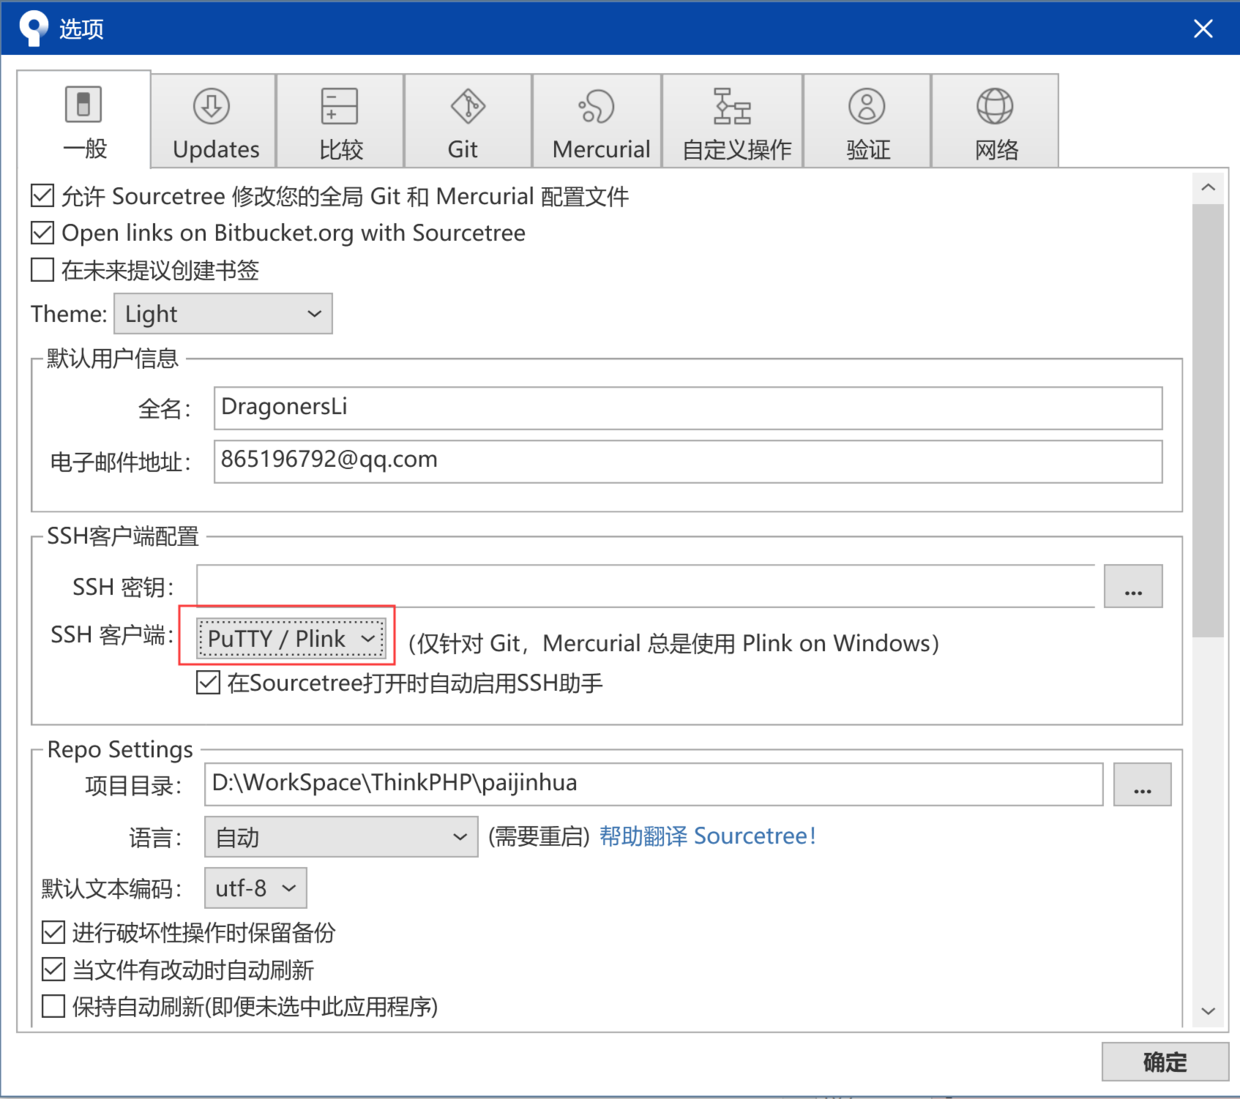 选项
一般
Updates
比较
Git
Mercurial
自定义操作
验证
网络
允许 Sourcetree 修改您的全局 Git 和 Mercurial 配置文件
Open links on Bitbucket.org with Sourcetree
在未来提议创建书签
Theme: Light
默认用户信息
全名: DragonersLi
电子邮件地址: 865196792@qq.com
SSH客户端配置
SSH 密钥: ...
SSH 客户端: PuTTY / Plink (仅针对 Git，Mercurial 总是使用 Plink on Windows)
在Sourcetree打开时自动启用SSH助手
Repo Settings
项目目录: D:\WorkSpace\ThinkPHP\paijinhua ...
语言: 自动 (需要重启) 帮助翻译 Sourcetree!
默认文本编码: utf-8
进行破坏性操作时保留备份
当文件有改动时自动刷新
保持自动刷新(即便未选中此应用程序)
确定